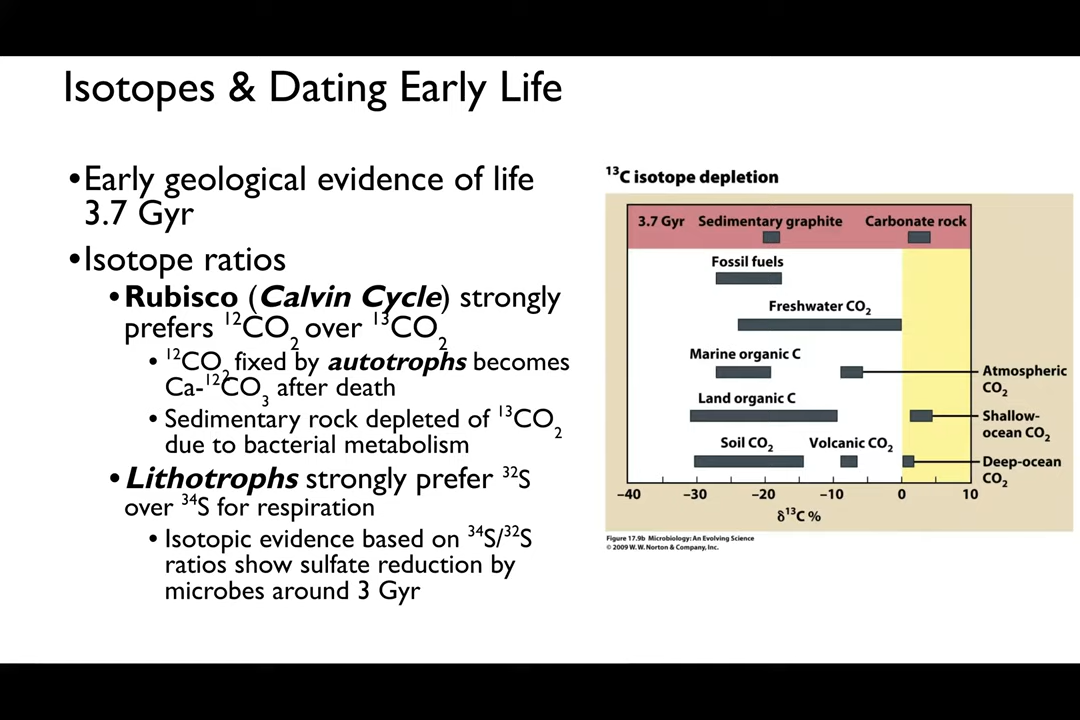 Isotopes & Dating Early Life
•Early geological evidence of life
3.7 Gyr
•Isotope ratios
•Rubisco (Calvin Cycle) strongly
prefers ¹²CO₂ over ¹³CO₂
• ¹²CO₂ fixed by autotrophs becomes
Ca-¹²CO₃ after death
• Sedimentary rock depleted of ¹³CO₂
due to bacterial metabolism
•Lithotrophs strongly prefer ³²S
over ³⁴S for respiration
• Isotopic evidence based on ³⁴S/³²S
ratios show sulfate reduction by
microbes around 3 Gyr
¹³C isotope depletion
3.7 Gyr Sedimentary graphite Carbonate rock
Fossil fuels
Freshwater CO₂
Marine organic C
Atmospheric
CO₂
Land organic C
Shallow-
ocean CO₂
Soil CO₂ Volcanic CO₂
Deep-ocean
CO₂
–40 –30 –20 –10 0 10
δ¹³C %
Figure 17.9b Microbiology: An Evolving Science
© 2009 W. W. Norton & Company, Inc.